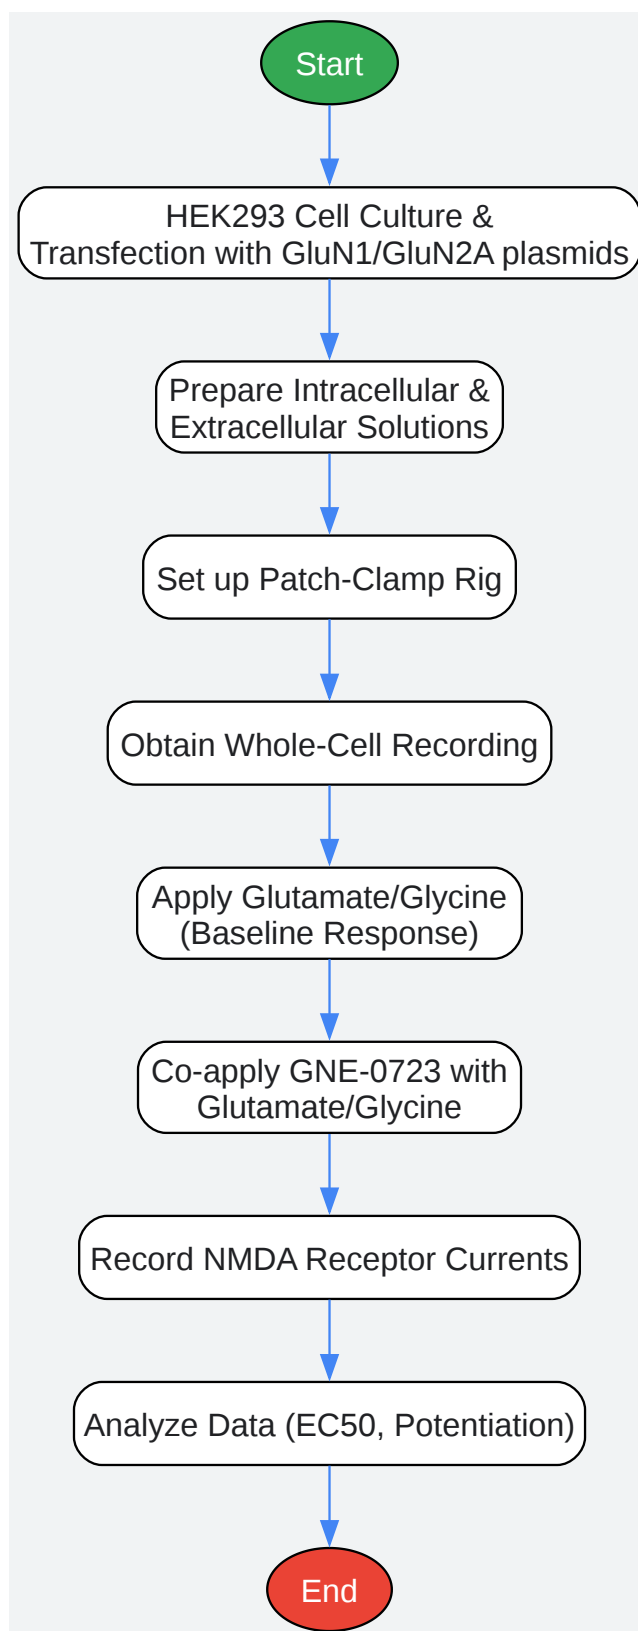 Start
HEK293 Cell Culture &
Transfection with GluN1/GluN2A plasmids
Prepare Intracellular &
Extracellular Solutions
Set up Patch-Clamp Rig
Obtain Whole-Cell Recording
Apply Glutamate/Glycine
(Baseline Response)
Co-apply GNE-0723 with
Glutamate/Glycine
Record NMDA Receptor Currents
Analyze Data (EC50, Potentiation)
End